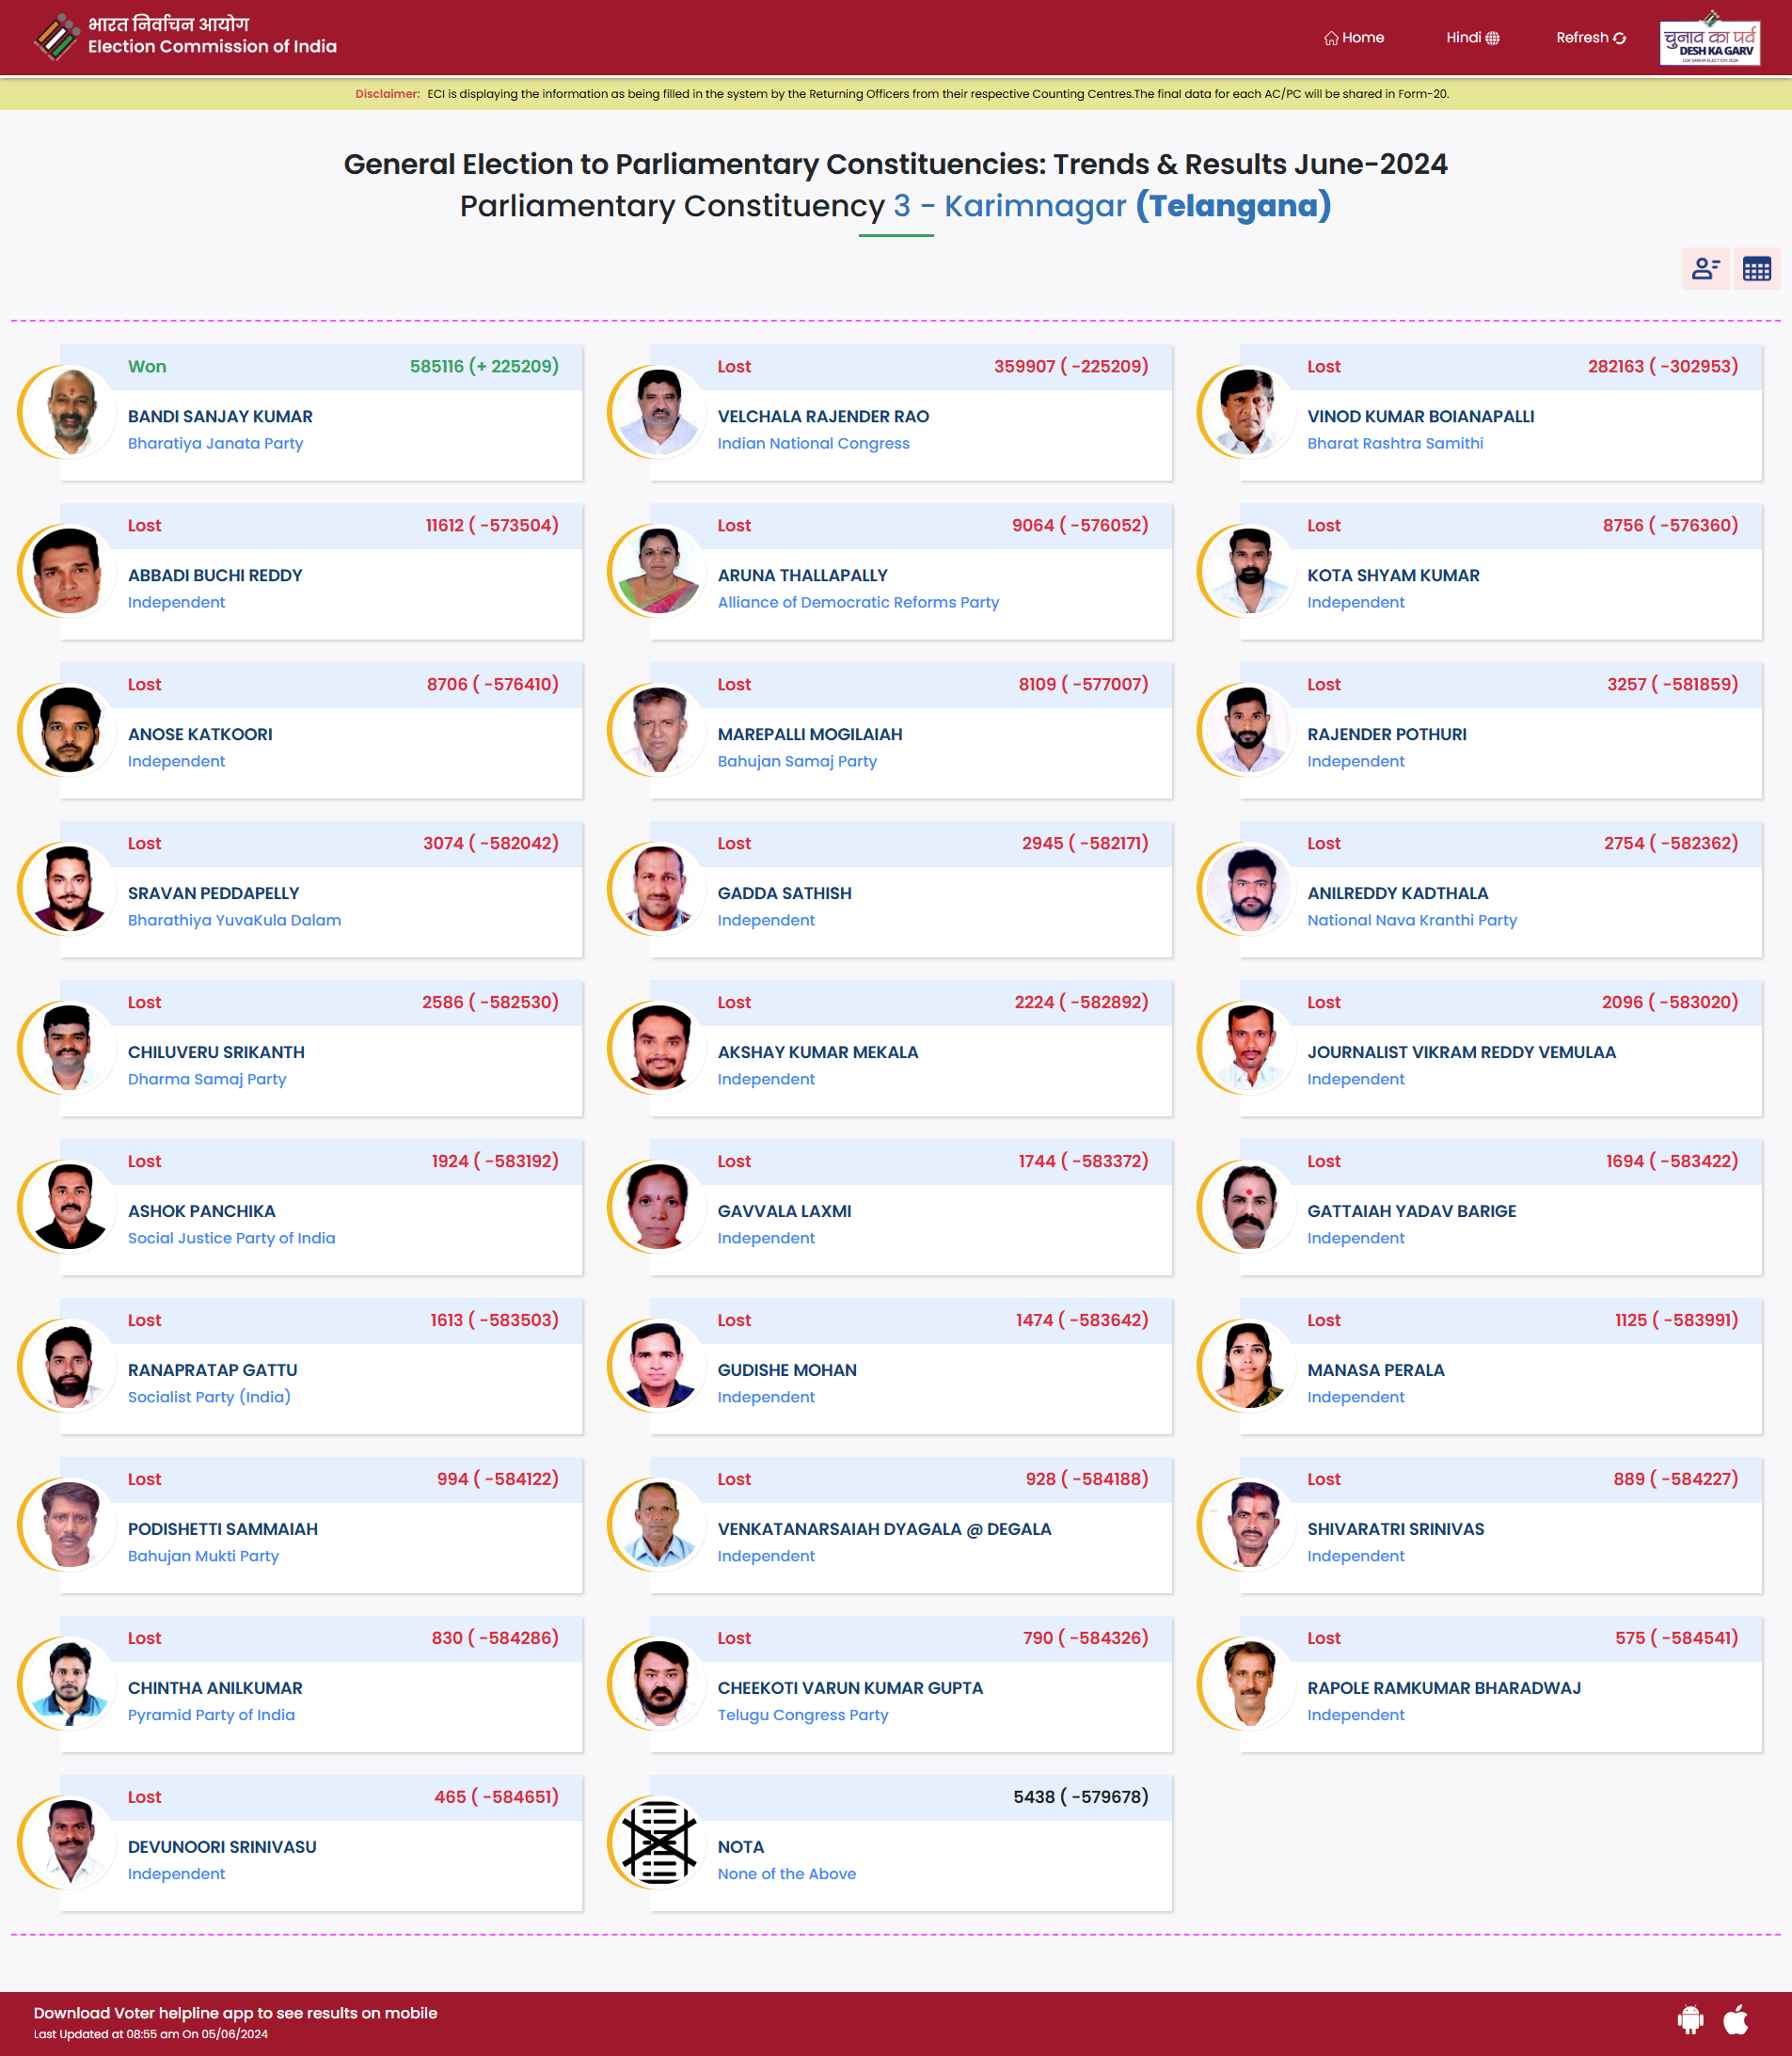 भारत निर्वाचन आयोग
Election Commission of India
Home
Hindi
Refresh
चुनाव का पर्व
DESH KA GARV
LOK SABHA ELECTION 2024
Disclaimer: ECI is displaying the information as being filled in the system by the Returning Officers from their respective Counting Centres.The final data for each AC/PC will be shared in Form-20.
General Election to Parliamentary Constituencies: Trends & Results June-2024
Parliamentary Constituency 3 - Karimnagar (Telangana)
Won 585116 (+ 225209)
BANDI SANJAY KUMAR
Bharatiya Janata Party
Lost 359907 ( -225209)
VELCHALA RAJENDER RAO
Indian National Congress
Lost 282163 ( -302953)
VINOD KUMAR BOIANAPALLI
Bharat Rashtra Samithi
Lost 11612 ( -573504)
ABBADI BUCHI REDDY
Independent
Lost 9064 ( -576052)
ARUNA THALLAPALLY
Alliance of Democratic Reforms Party
Lost 8756 ( -576360)
KOTA SHYAM KUMAR
Independent
Lost 8706 ( -576410)
ANOSE KATKOORI
Independent
Lost 8109 ( -577007)
MAREPALLI MOGILAIAH
Bahujan Samaj Party
Lost 3257 ( -581859)
RAJENDER POTHURI
Independent
Lost 3074 ( -582042)
SRAVAN PEDDAPELLY
Bharathiya YuvaKula Dalam
Lost 2945 ( -582171)
GADDA SATHISH
Independent
Lost 2754 ( -582362)
ANILREDDY KADTHALA
National Nava Kranthi Party
Lost 2586 ( -582530)
CHILUVERU SRIKANTH
Dharma Samaj Party
Lost 2224 ( -582892)
AKSHAY KUMAR MEKALA
Independent
Lost 2096 ( -583020)
JOURNALIST VIKRAM REDDY VEMULAA
Independent
Lost 1924 ( -583192)
ASHOK PANCHIKA
Social Justice Party of India
Lost 1744 ( -583372)
GAVVALA LAXMI
Independent
Lost 1694 ( -583422)
GATTAIAH YADAV BARIGE
Independent
Lost 1613 ( -583503)
RANAPRATAP GATTU
Socialist Party (India)
Lost 1474 ( -583642)
GUDISHE MOHAN
Independent
Lost 1125 ( -583991)
MANASA PERALA
Independent
Lost 994 ( -584122)
PODISHETTI SAMMAIAH
Bahujan Mukti Party
Lost 928 ( -584188)
VENKATANARSAIAH DYAGALA @ DEGALA
Independent
Lost 889 ( -584227)
SHIVARATRI SRINIVAS
Independent
Lost 830 ( -584286)
CHINTHA ANILKUMAR
Pyramid Party of India
Lost 790 ( -584326)
CHEEKOTI VARUN KUMAR GUPTA
Telugu Congress Party
Lost 575 ( -584541)
RAPOLE RAMKUMAR BHARADWAJ
Independent
Lost 465 ( -584651)
DEVUNOORI SRINIVASU
Independent
5438 ( -579678)
NOTA
None of the Above
Download Voter helpline app to see results on mobile
Last Updated at 08:55 am On 05/06/2024